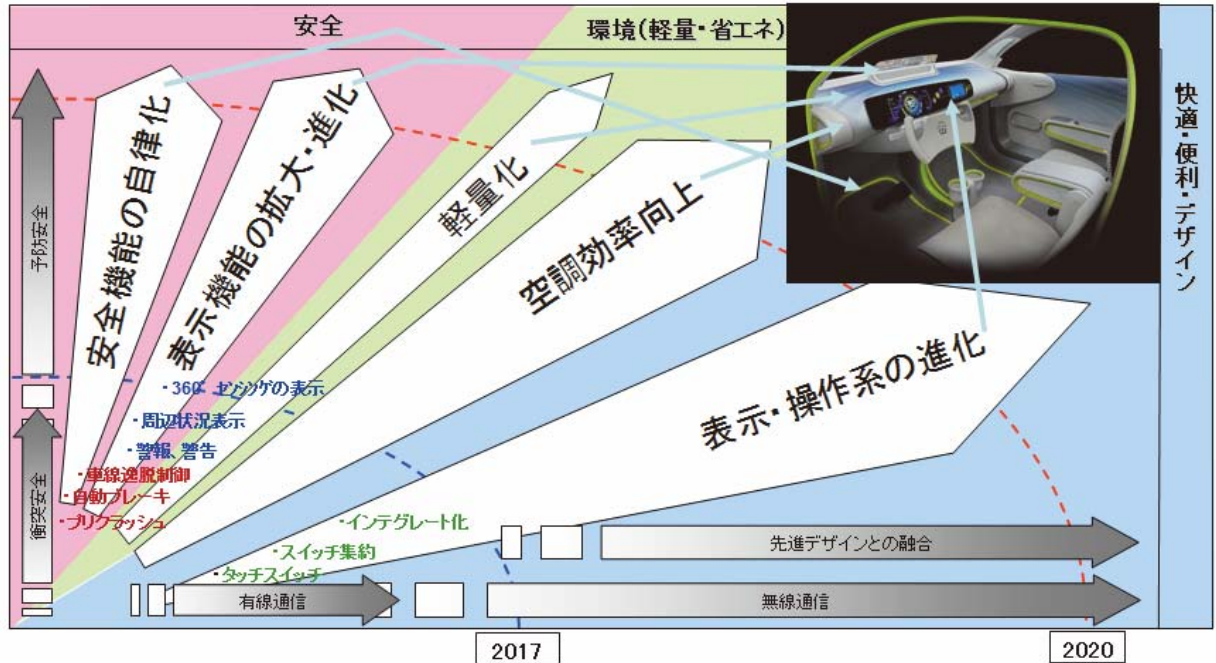 安全
環境(軽量・省エネ)
快適・便利・デザイン
予防安全
衝突安全
安全機能の自律化
表示機能の拡大・進化
軽量化
空調効率向上
表示・操作系の進化
・360° センシングの表示
・周辺状況表示
・警報、警告
・車線逸脱制御
・自動ブレーキ
・プリクラッシュ
・インテグレート化
・スイッチ集約
・タッチスイッチ
先進デザインとの融合
有線通信
無線通信
2017
2020